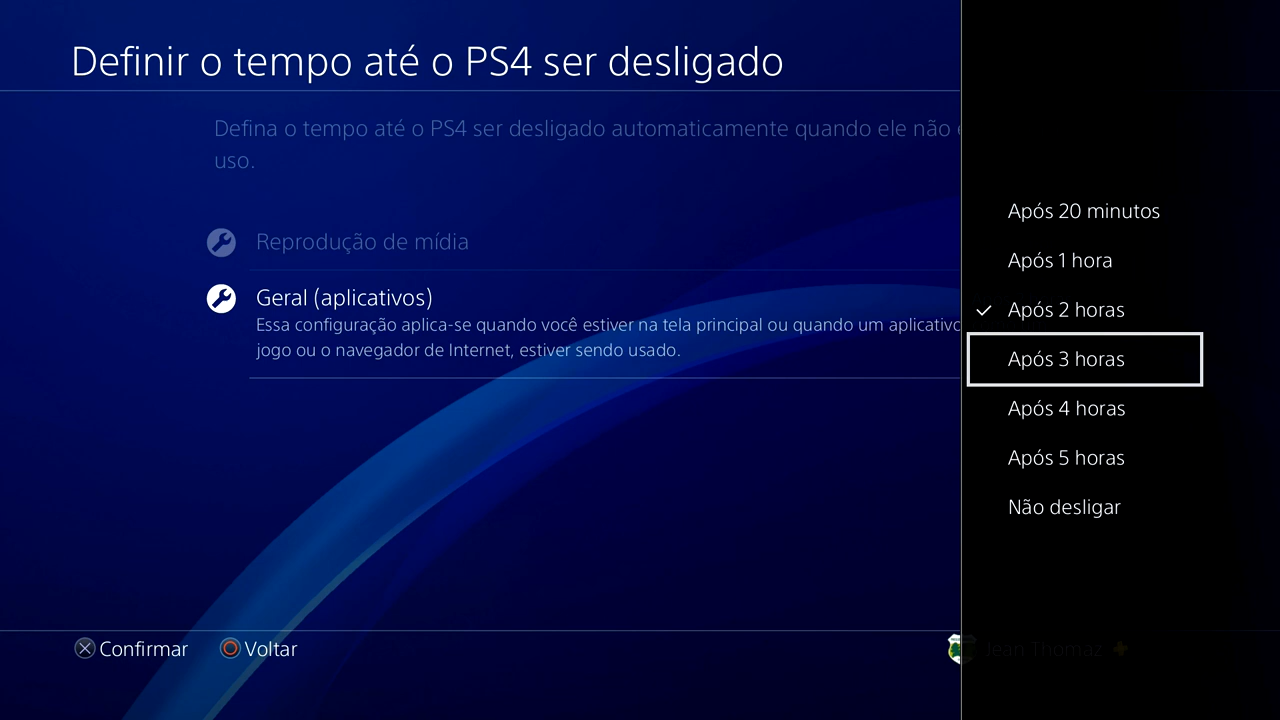 Definir o tempo até o PS4 ser desligado
Defina o tempo até o PS4 ser desligado automaticamente quando ele não
uso.
Reprodução de mídia
Geral (aplicativos)
Essa configuração aplica-se quando você estiver na tela principal ou quando um aplicativo
jogo ou o navegador de Internet, estiver sendo usado.
Após 20 minutos
Após 1 hora
Após 2 horas
Após 3 horas
Após 4 horas
Após 5 horas
Não desligar
Confirmar
Voltar
Jean Thomaz